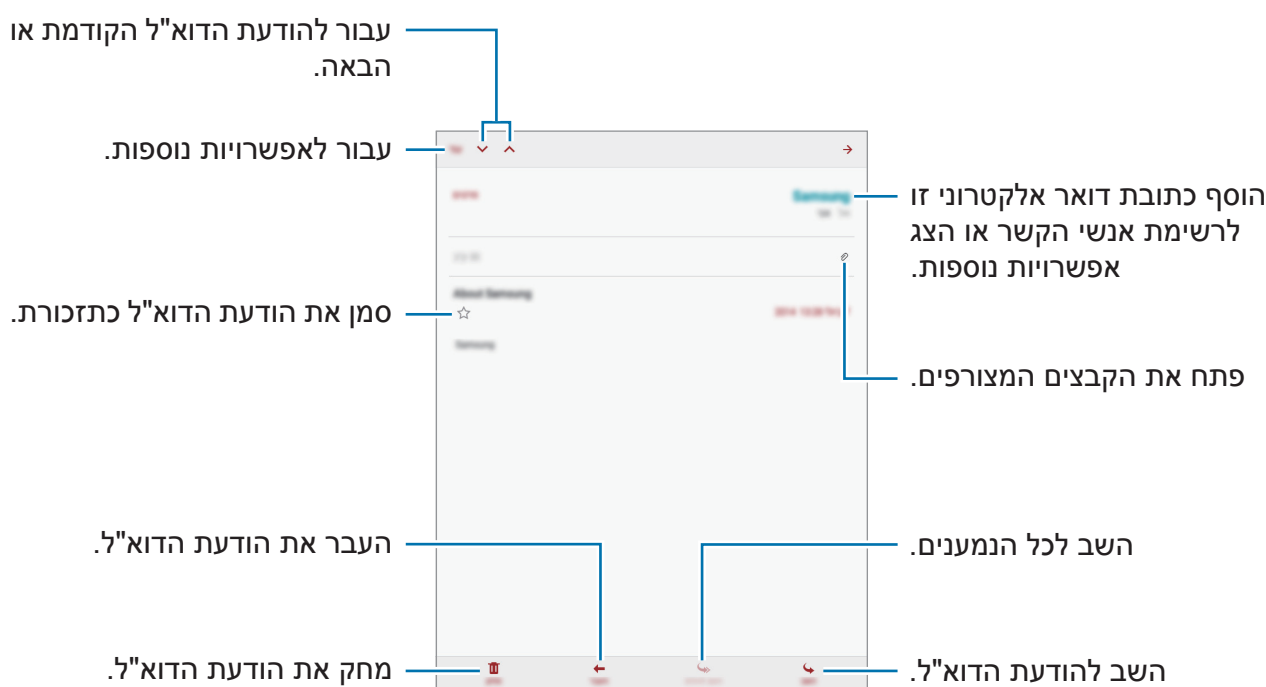 עבור להודעת הדוא"ל הקודמת או
הבאה.
עבור לאפשרויות נוספות.
הוסף כתובת דואר אלקטרוני זו
לרשימת אנשי הקשר או הצג
אפשרויות נוספות.
Samsung
About Samsung
סמן את הודעת הדוא"ל כתזכורת.
Samsung
פתח את הקבצים המצורפים.
העבר את הודעת הדוא"ל.
השב לכל הנמענים.
מחק את הודעת הדוא"ל.
השב להודעת הדוא"ל.